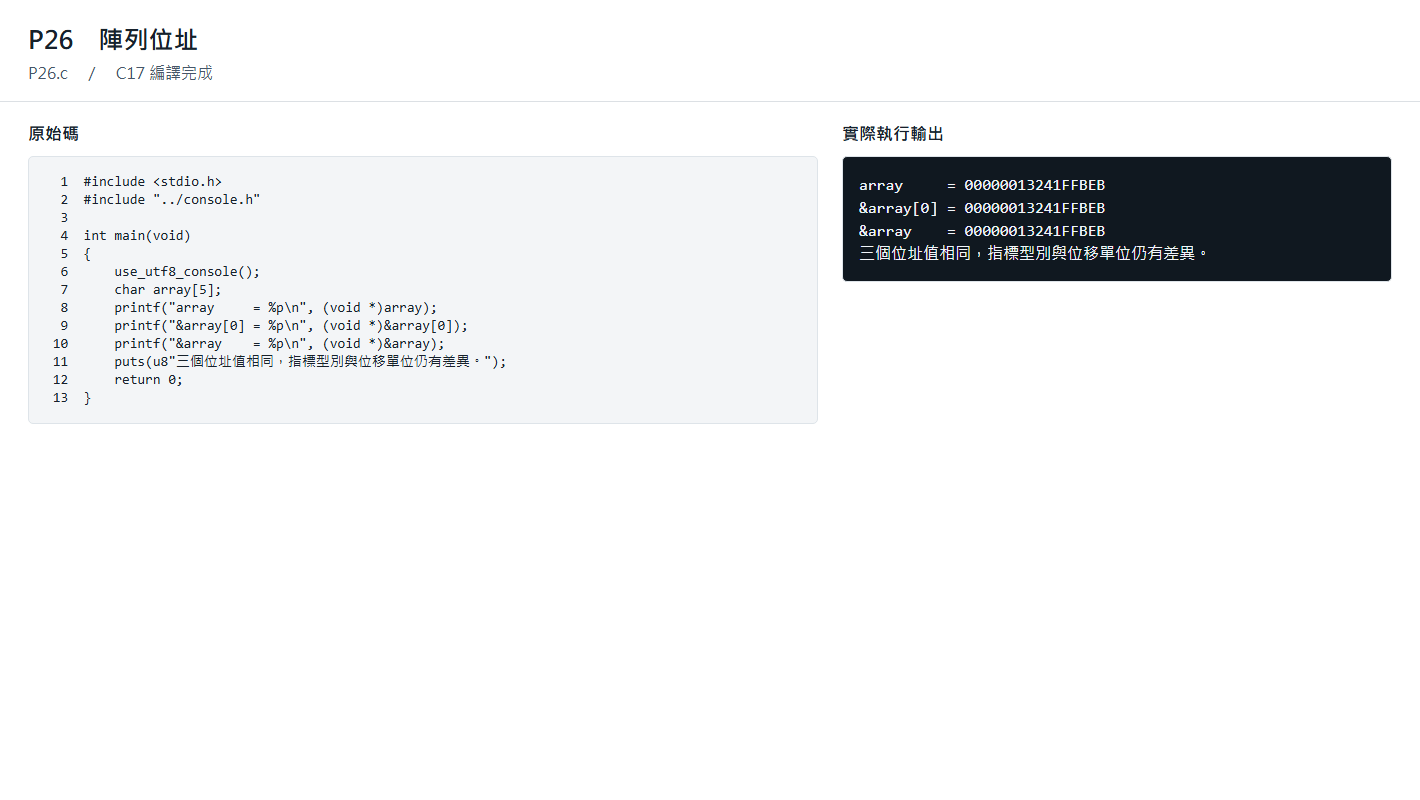 P26　陣列位址
P26.c / C17 編譯完成
原始碼
1 #include <stdio.h>
2 #include "../console.h"
3
4 int main(void)
5 {
6     use_utf8_console();
7     char array[5];
8     printf("array     = %p\n", (void *)array);
9     printf("&array[0] = %p\n", (void *)&array[0]);
10     printf("&array    = %p\n", (void *)&array);
11     puts(u8"三個位址值相同，指標型別與位移單位仍有差異。");
12     return 0;
13 }
實際執行輸出
array     = 00000013241FFBEB
&array[0] = 00000013241FFBEB
&array    = 00000013241FFBEB
三個位址值相同，指標型別與位移單位仍有差異。